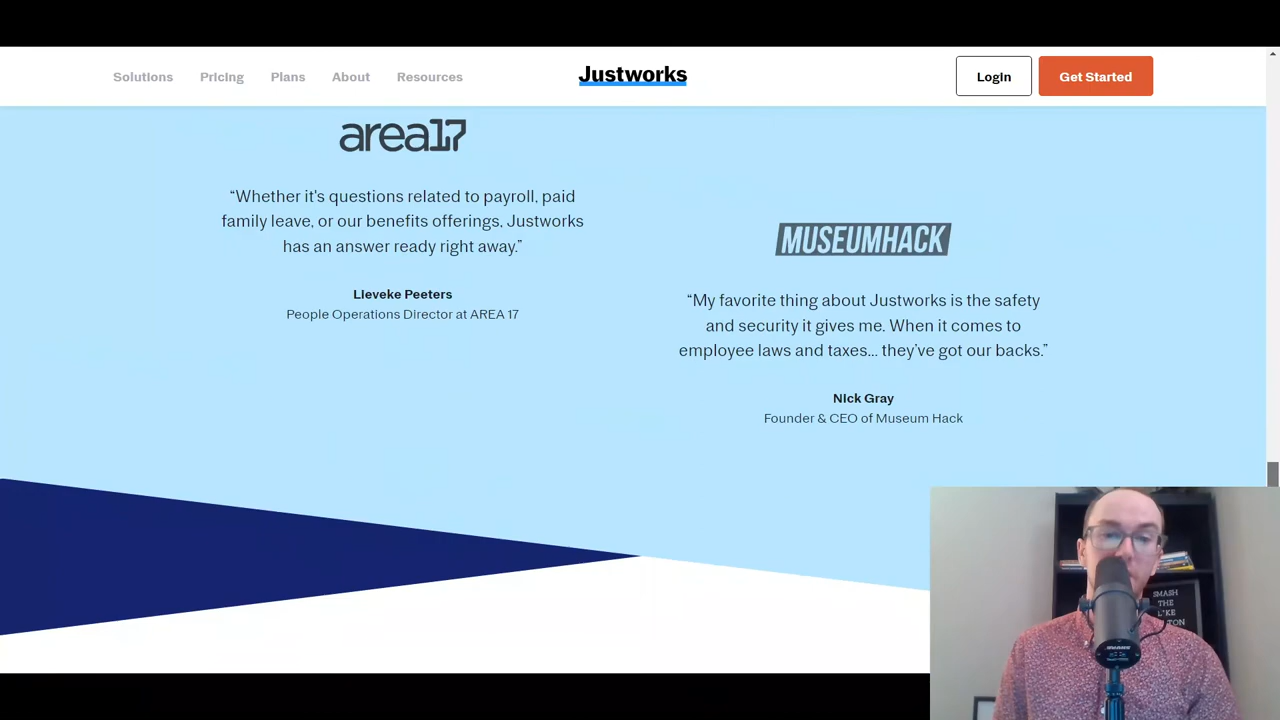 Solutions Pricing Plans About Resources Justworks Login Get Started
area17
“Whether it's questions related to payroll, paid
family leave, or our benefits offerings, Justworks
has an answer ready right away.”
Lieveke Peeters
People Operations Director at AREA 17
MUSEUMHACK
“My favorite thing about Justworks is the safety
and security it gives me. When it comes to
employee laws and taxes... they’ve got our backs.”
Nick Gray
Founder & CEO of Museum Hack
SMASH
THE